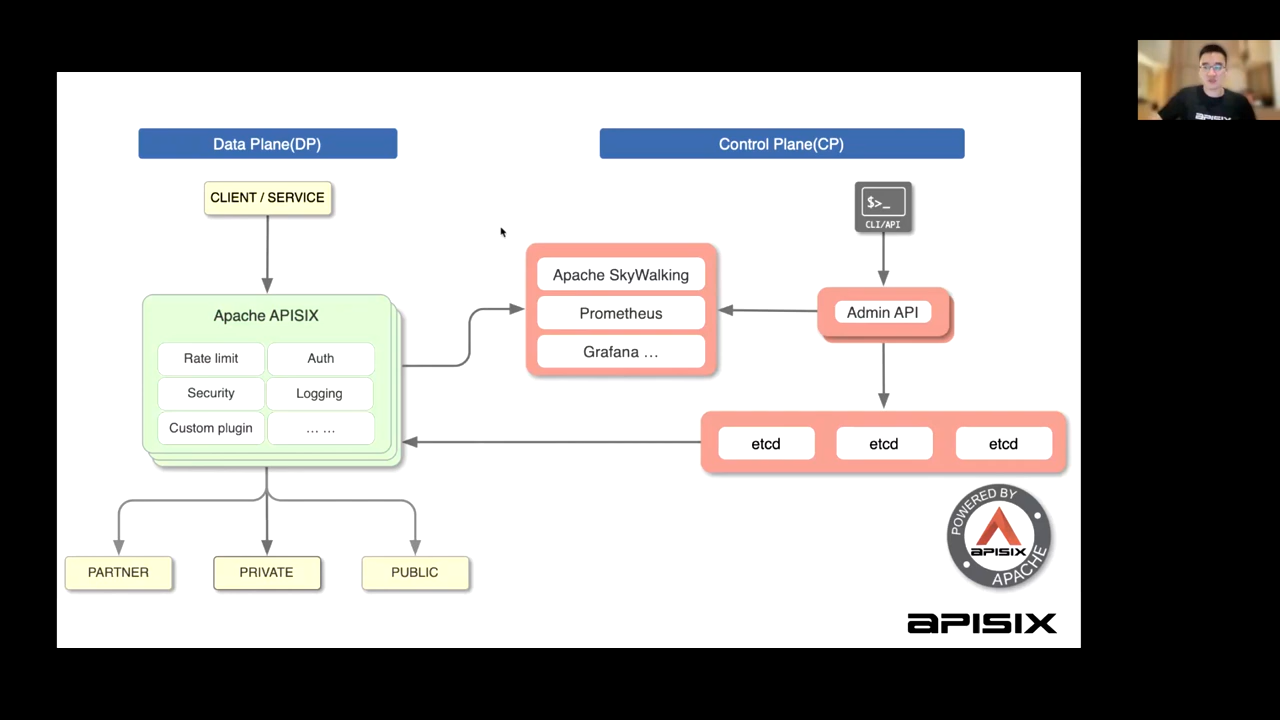 Data Plane(DP)
Control Plane(CP)
CLIENT / SERVICE
$>_
CLI/API
Apache APISIX
Rate limit
Auth
Security
Logging
Custom plugin
... ...
Apache SkyWalking
Prometheus
Grafana ...
Admin API
etcd
etcd
etcd
PARTNER
PRIVATE
PUBLIC
POWERED BY
APISIX
APACHE
APISIX
APISIX